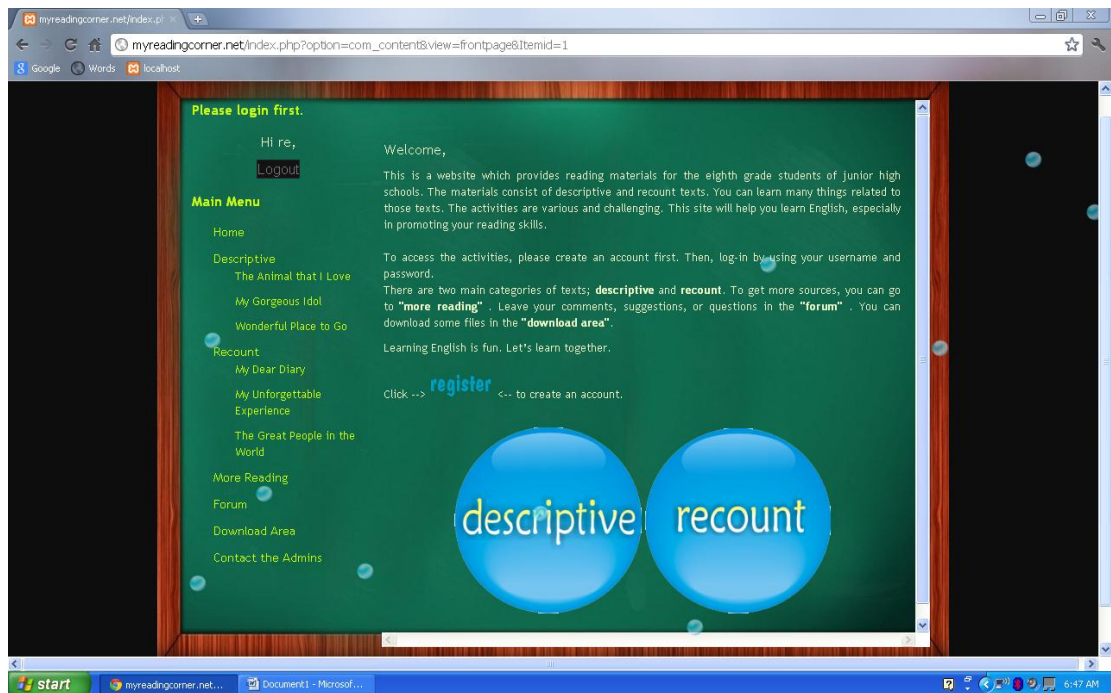 myreadingcorner.net/index.ph
myreadingcorner.net/index.php?option=com_content&view=frontpage&Itemid=1
Google Words localhost
Please login first.
Hi re,
Logout
Main Menu
Home
Descriptive
The Animal that I Love
My Gorgeous Idol
Wonderful Place to Go
Recount
My Dear Diary
My Unforgettable
Experience
The Great People in the
World
More Reading
Forum
Download Area
Contact the Admins
Welcome,
This is a website which provides reading materials for the eighth grade students of junior high
schools. The materials consist of descriptive and recount texts. You can learn many things related to
those texts. The activities are various and challenging. This site will help you learn English, especially
in promoting your reading skills.
To access the activities, please create an account first. Then, log-in by using your username and
password.
There are two main categories of texts; descriptive and recount. To get more sources, you can go
to "more reading" . Leave your comments, suggestions, or questions in the "forum" . You can
download some files in the "download area".
Learning English is fun. Let's learn together.
Click --> register <-- to create an account.
descriptive recount
start myreadingcorner.net... Document1 - Microsof... 6:47 AM